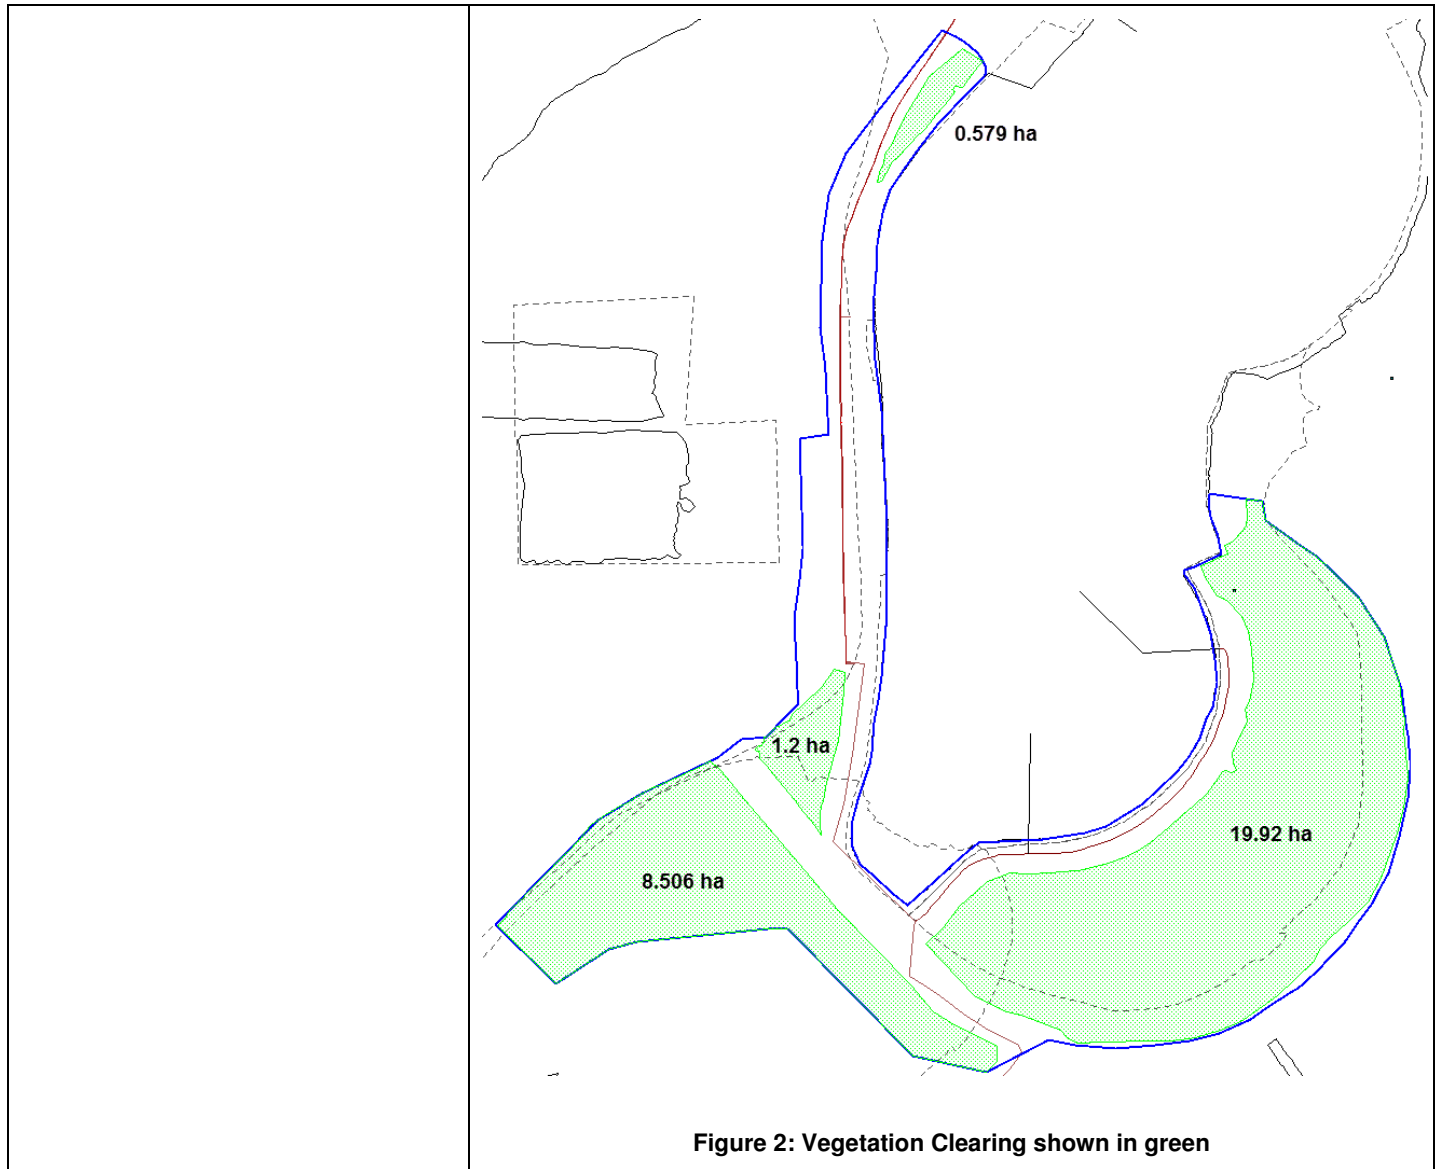 0.579 ha
1.2 ha
19.92 ha
8.506 ha
Figure 2: Vegetation Clearing shown in green